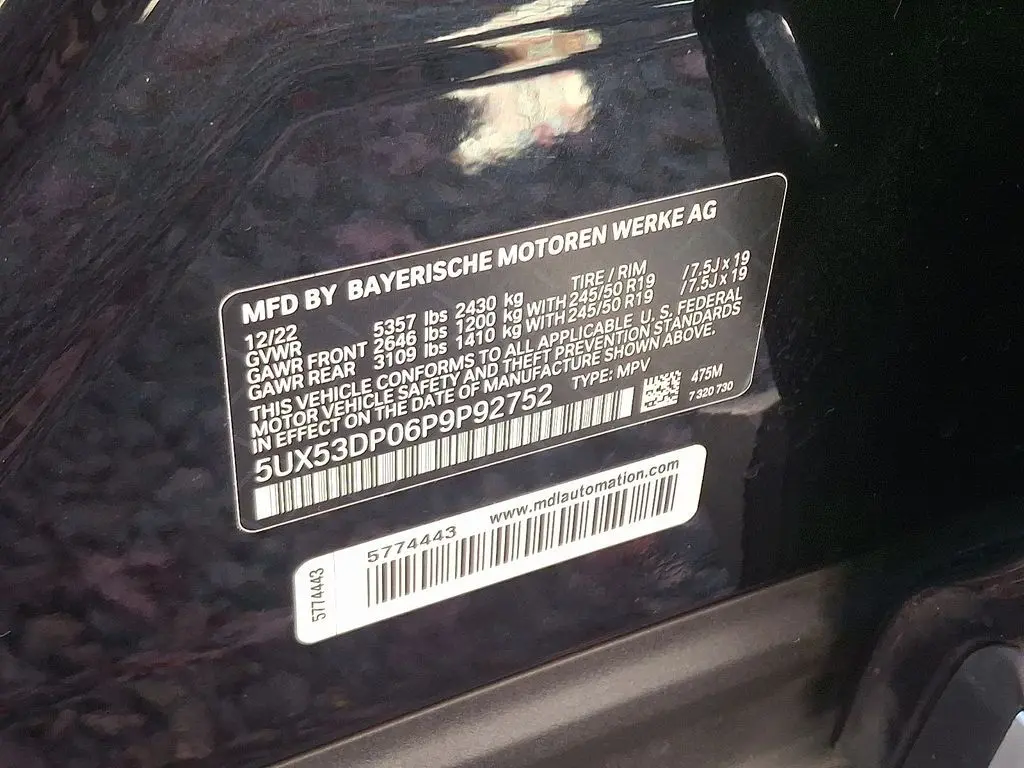 MFD BY BAYERISCHE MOTOREN WERKE AG
12/22 TIRE / RIM
GVWR 5357 lbs 2430 kg
GAWR FRONT 2646 lbs 1200 kg WITH 245/50 R19 /7.5J x 19
GAWR REAR 3109 lbs 1410 kg WITH 245/50 R19 /7.5J x 19
THIS VEHICLE CONFORMS TO ALL APPLICABLE U. S. FEDERAL
MOTOR VEHICLE SAFETY AND THEFT PREVENTION STANDARDS
IN EFFECT ON THE DATE OF MANUFACTURE SHOWN ABOVE.
5UX53DP06P9P92752 TYPE: MPV
475M
7 320 730
5774443 www.mdlautomation.com
5774443